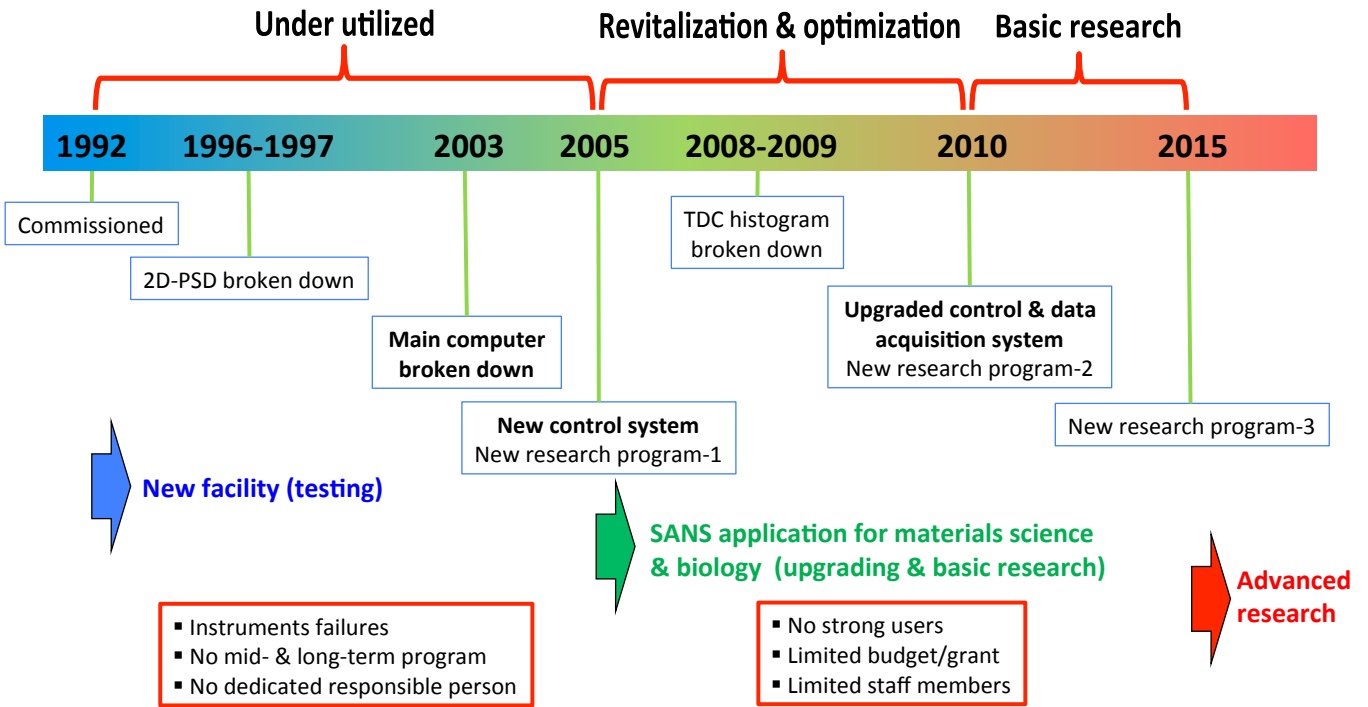 Under utilized
Revitalization & optimization
Basic research
1992
1996-1997
2003
2005
2008-2009
2010
2015
Commissioned
2D-PSD broken down
Main computer
broken down
New control system
New research program-1
TDC histogram
broken down
Upgraded control & data
acquisition system
New research program-2
New research program-3
New facility (testing)
SANS application for materials science
& biology (upgrading & basic research)
Advanced
research
▪ Instruments failures
▪ No mid- & long-term program
▪ No dedicated responsible person
▪ No strong users
▪ Limited budget/grant
▪ Limited staff members